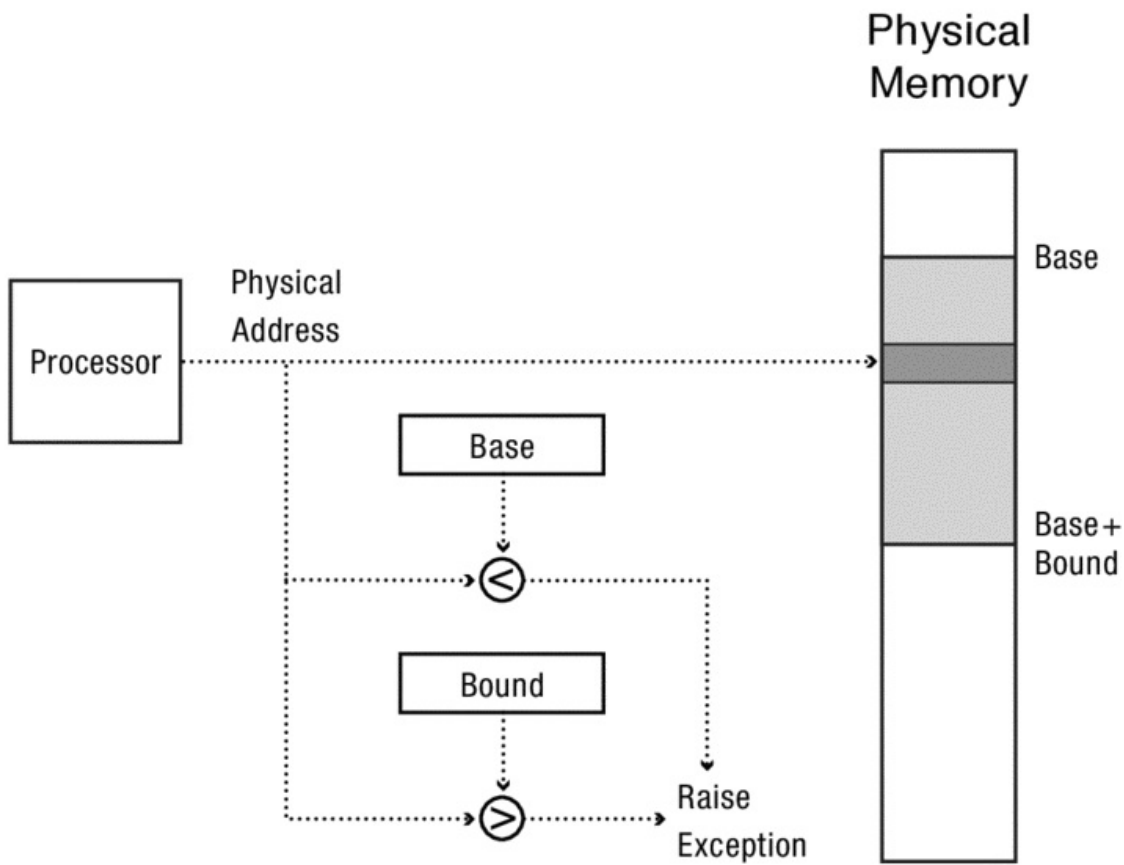 Physical
Memory
Base
Physical
Address
Processor
Base
<
Base+
Bound
Bound
>
Raise
Exception